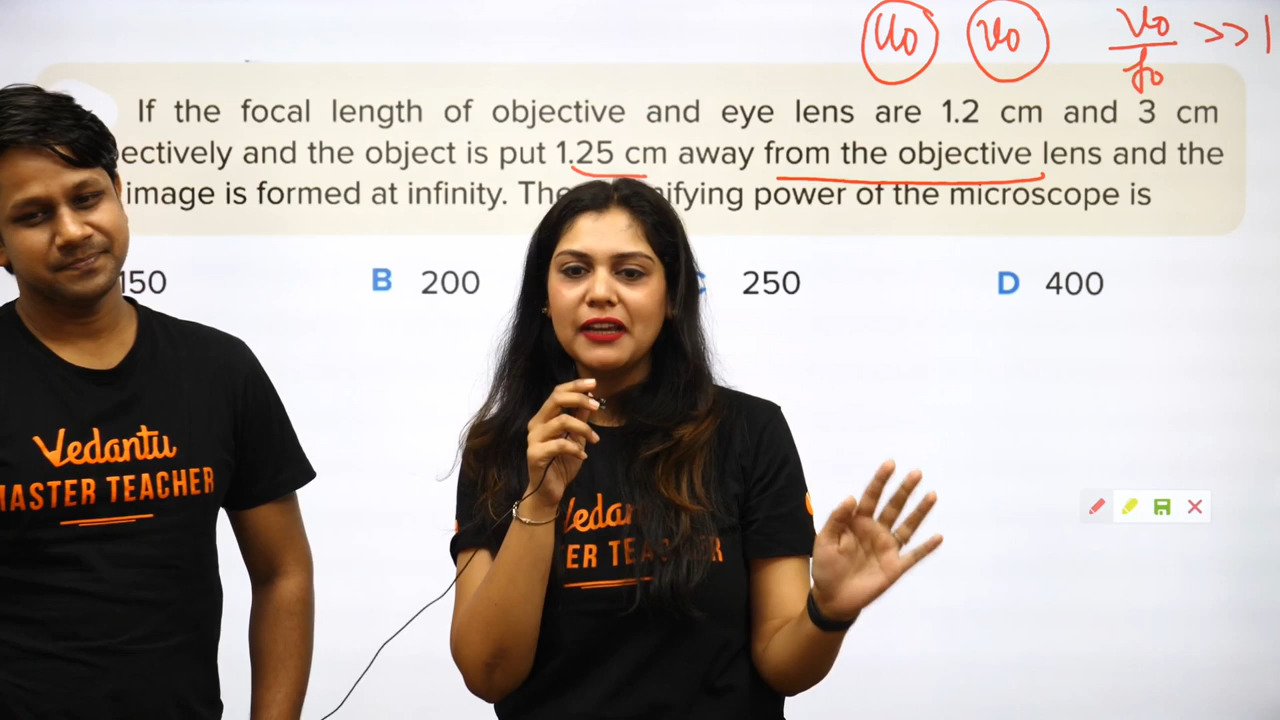 u₀ v₀ v₀/f₀ >> 1
If the focal length of objective and eye lens are 1.2 cm and 3 cm
ectively and the object is put 1.25 cm away from the objective lens and the
image is formed at infinity. The ifying power of the microscope is
150 B 200 C 250 D 400
Vedantu
MASTER TEACHER
Vedan
ER TEACHER